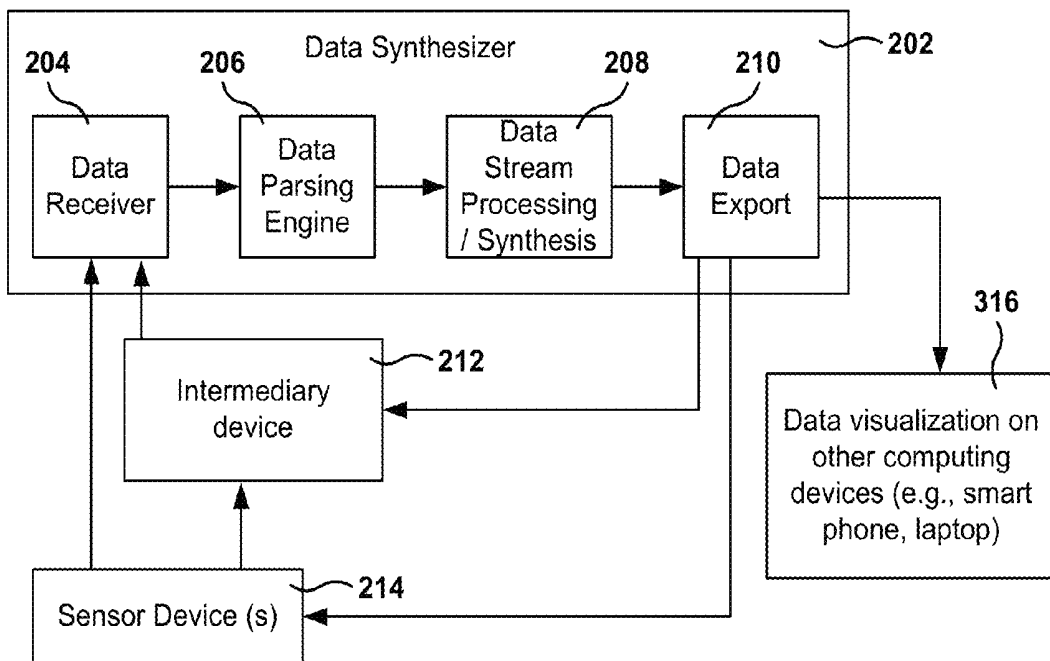 Data Synthesizer
202
204
206
208
210
Data
Receiver
Data
Parsing
Engine
Data
Stream
Processing
/ Synthesis
Data
Export
316
212
Intermediary
device
Data visualization on
other computing
devices (e.g., smart
phone, laptop)
214
Sensor Device (s)